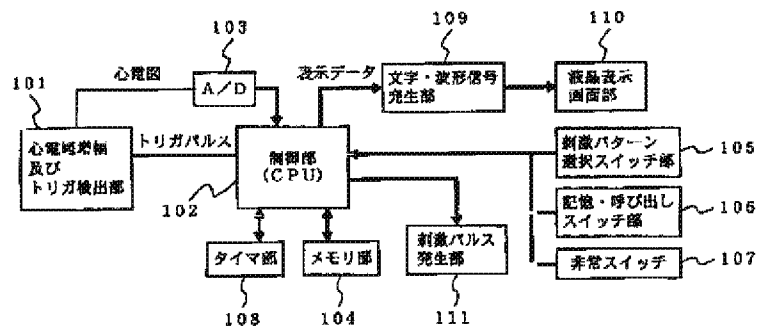 109
110
103
心電図
A/D
表示データ
文字・波形信号
発生部
液晶表示
画面部
101
心電図増幅
及び
トリガ検出部
トリガパルス
制御部
(CPU)
102
刺激パターン
選択スイッチ部
105
記憶・呼び出し
スイッチ部
106
非常スイッチ
107
タイマ部
メモリ部
刺激パルス
発生部
108
104
111